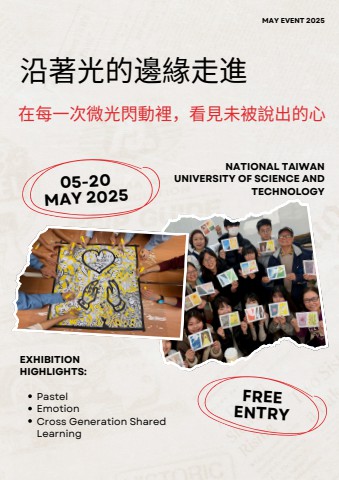 MAY EVENT 2025
沿著光的邊緣走進
在每一次微光閃動裡，看見未被說出的心
05-20
MAY 2025
NATIONAL TAIWAN
UNIVERSITY OF SCIENCE AND
TECHNOLOGY
EXHIBITION
HIGHLIGHTS:
Pastel
Emotion
Cross Generation Shared
Learning
FREE
ENTRY